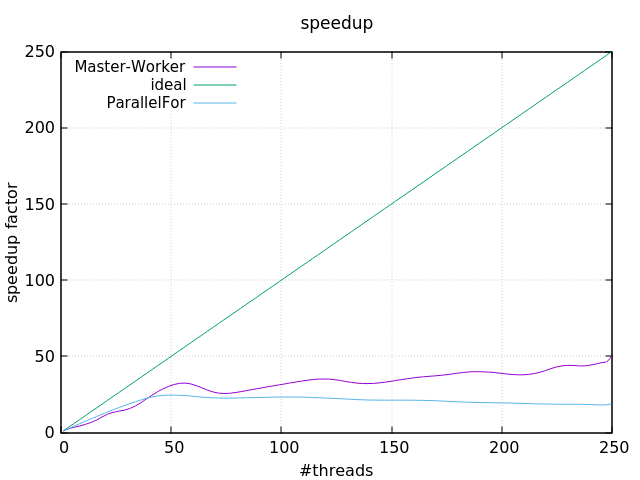 speedup
250
200
150
100
50
0
speedup factor
Master-Worker
ideal
ParallelFor
0 50 100 150 200 250
#threads